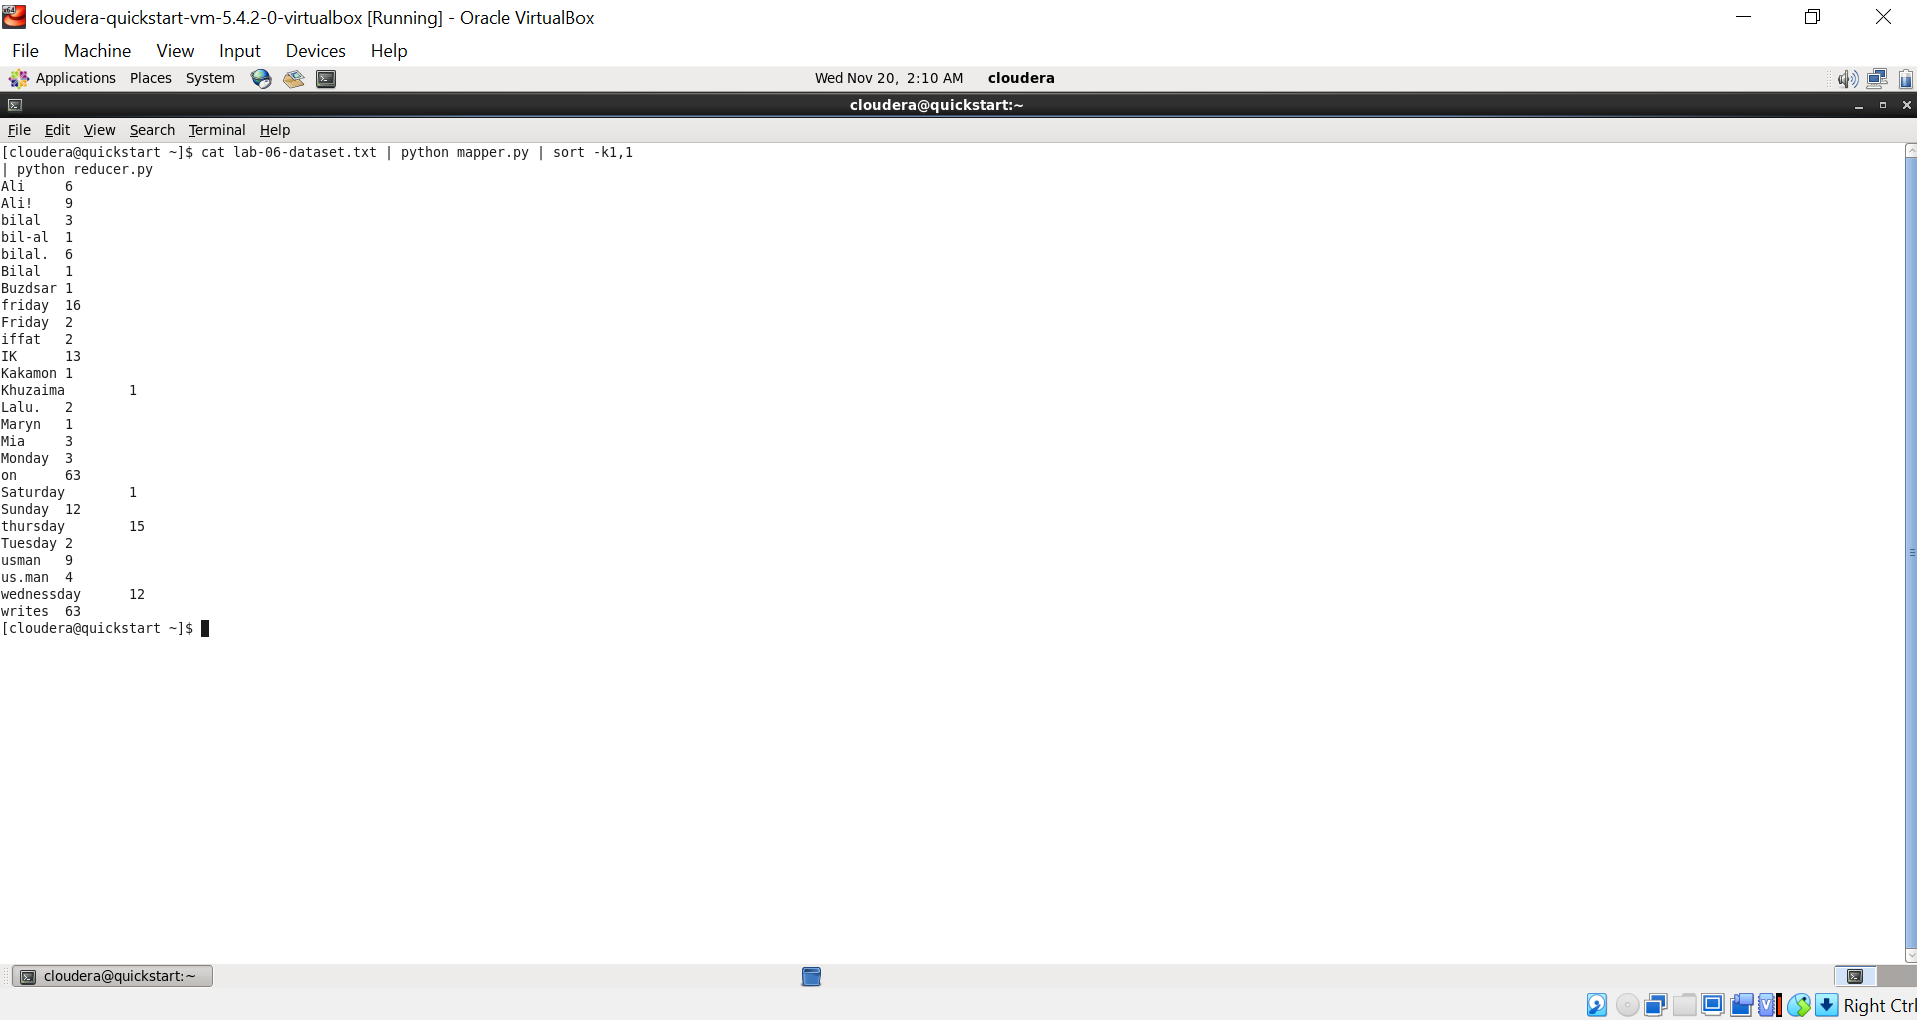 cloudera-quickstart-vm-5.4.2-0-virtualbox [Running] - Oracle VirtualBox
File Machine View Input Devices Help
Applications Places System Wed Nov 20, 2:10 AM cloudera
cloudera@quickstart:~
File Edit View Search Terminal Help
[cloudera@quickstart ~]$ cat lab-06-dataset.txt | python mapper.py | sort -k1,1
| python reducer.py
Ali 6
Ali! 9
bilal 3
bil-al 1
bilal. 6
Bilal 1
Buzdsar 1
friday 16
Friday 2
iffat 2
IK 13
Kakamon 1
Khuzaima 1
Lalu. 2
Maryn 1
Mia 3
Monday 3
on 63
Saturday 1
Sunday 12
thursday 15
Tuesday 2
usman 9
us.man 4
wednessday 12
writes 63
[cloudera@quickstart ~]$
cloudera@quickstart:~
Right Ctrl